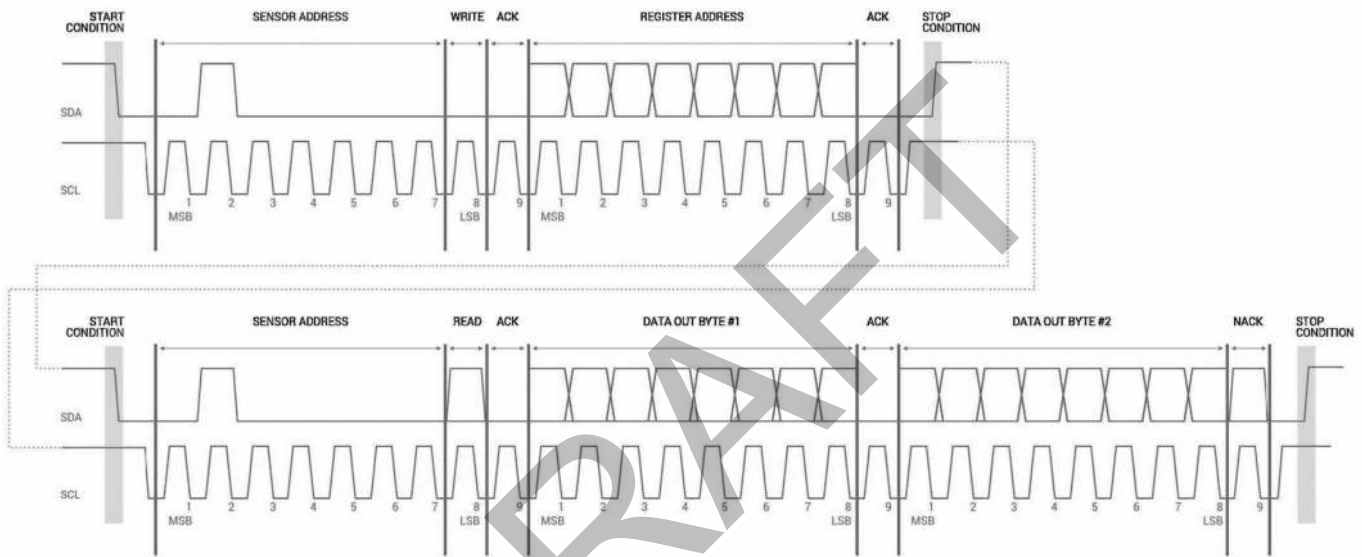 START CONDITION SENSOR ADDRESS WRITE ACK REGISTER ADDRESS ACK STOP CONDITION
SDA
SCL
1 2 3 4 5 6 7 8 9 1 2 3 4 5 6 7 8 9
MSB LSB MSB LSB
START CONDITION SENSOR ADDRESS READ ACK DATA OUT BYTE #1 ACK DATA OUT BYTE #2 NACK STOP CONDITION
SDA
SCL
1 2 3 4 5 6 7 8 9 1 2 3 4 5 6 7 8 9 1 2 3 4 5 6 7 8 9
MSB LSB MSB LSB MSB LSB
RAFT